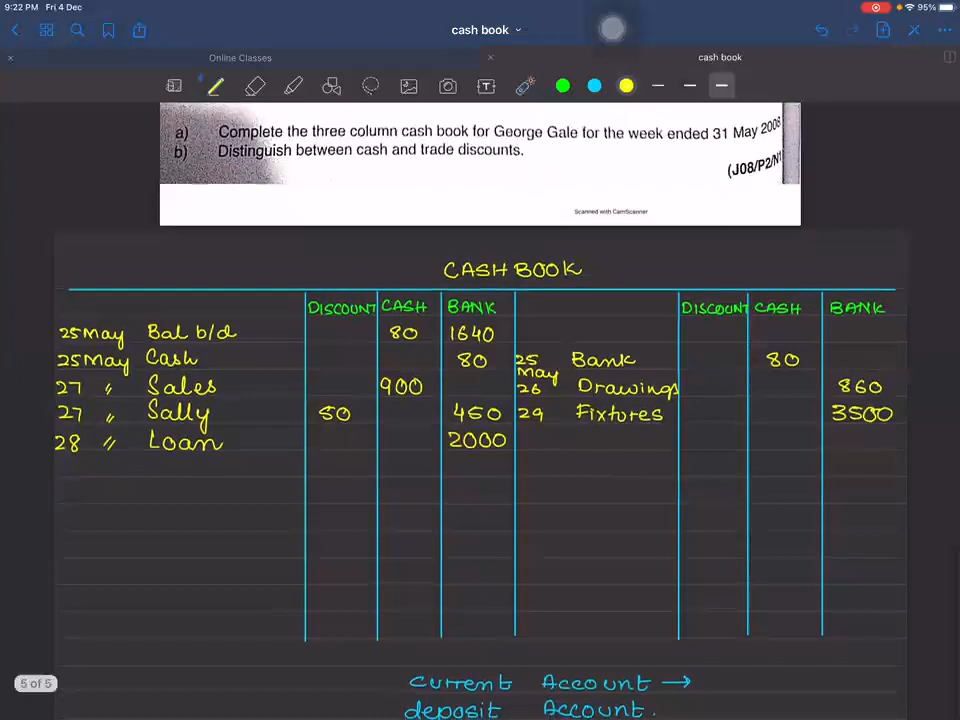 9:22 PM Fri 4 Dec 95%
cash book
Online Classes cash book
a) Complete the three column cash book for George Gale for the week ended 31 May 2008
b) Distinguish between cash and trade discounts.
(J08/P2/N1
Scanned with CamScanner
CASH BOOK
DISCOUNT CASH BANK DISCOUNT CASH BANK
25 May Bal b/d 80 1640
25 May Cash 80 25 May Bank 80
27 " Sales 900 26 Drawings 860
27 " Sally 50 450 29 Fixtures 3500
28 " Loan 2000
5 of 5
Current Account →
deposit Account.